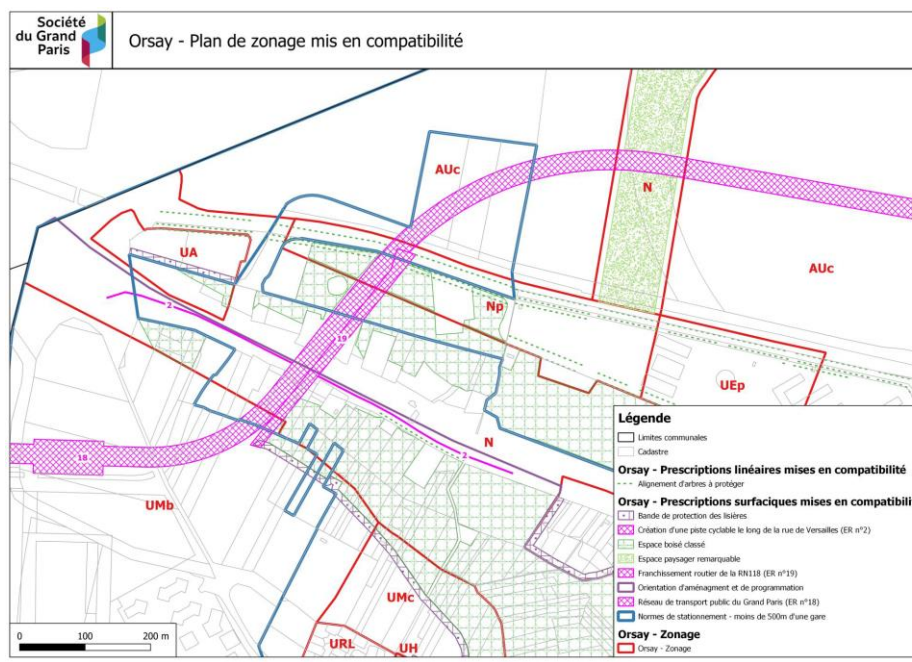 Société
du Grand
Paris
Orsay - Plan de zonage mis en compatibilité
AUc
N
UA
AUc
2
Np
19
UEp
N
2
18
UMb
UMc
URL
UH
0 100 200 m
Légende
Limites communales
Cadastre
Orsay - Prescriptions linéaires mises en compatibilité
Alignement d'arbres à protéger
Orsay - Prescriptions surfaciques mises en compatibili
Bande de protection des lisières
Création d'une piste cyclable le long de la rue de Versailles (ER n°2)
Espace boisé classé
Espace paysager remarquable
Franchissement routier de la RN118 (ER n°19)
Orientation d'aménagment et de programmation
Réseau de transport public du Grand Paris (ER n°18)
Normes de stationnement - moins de 500m d'une gare
Orsay - Zonage
Orsay - Zonage